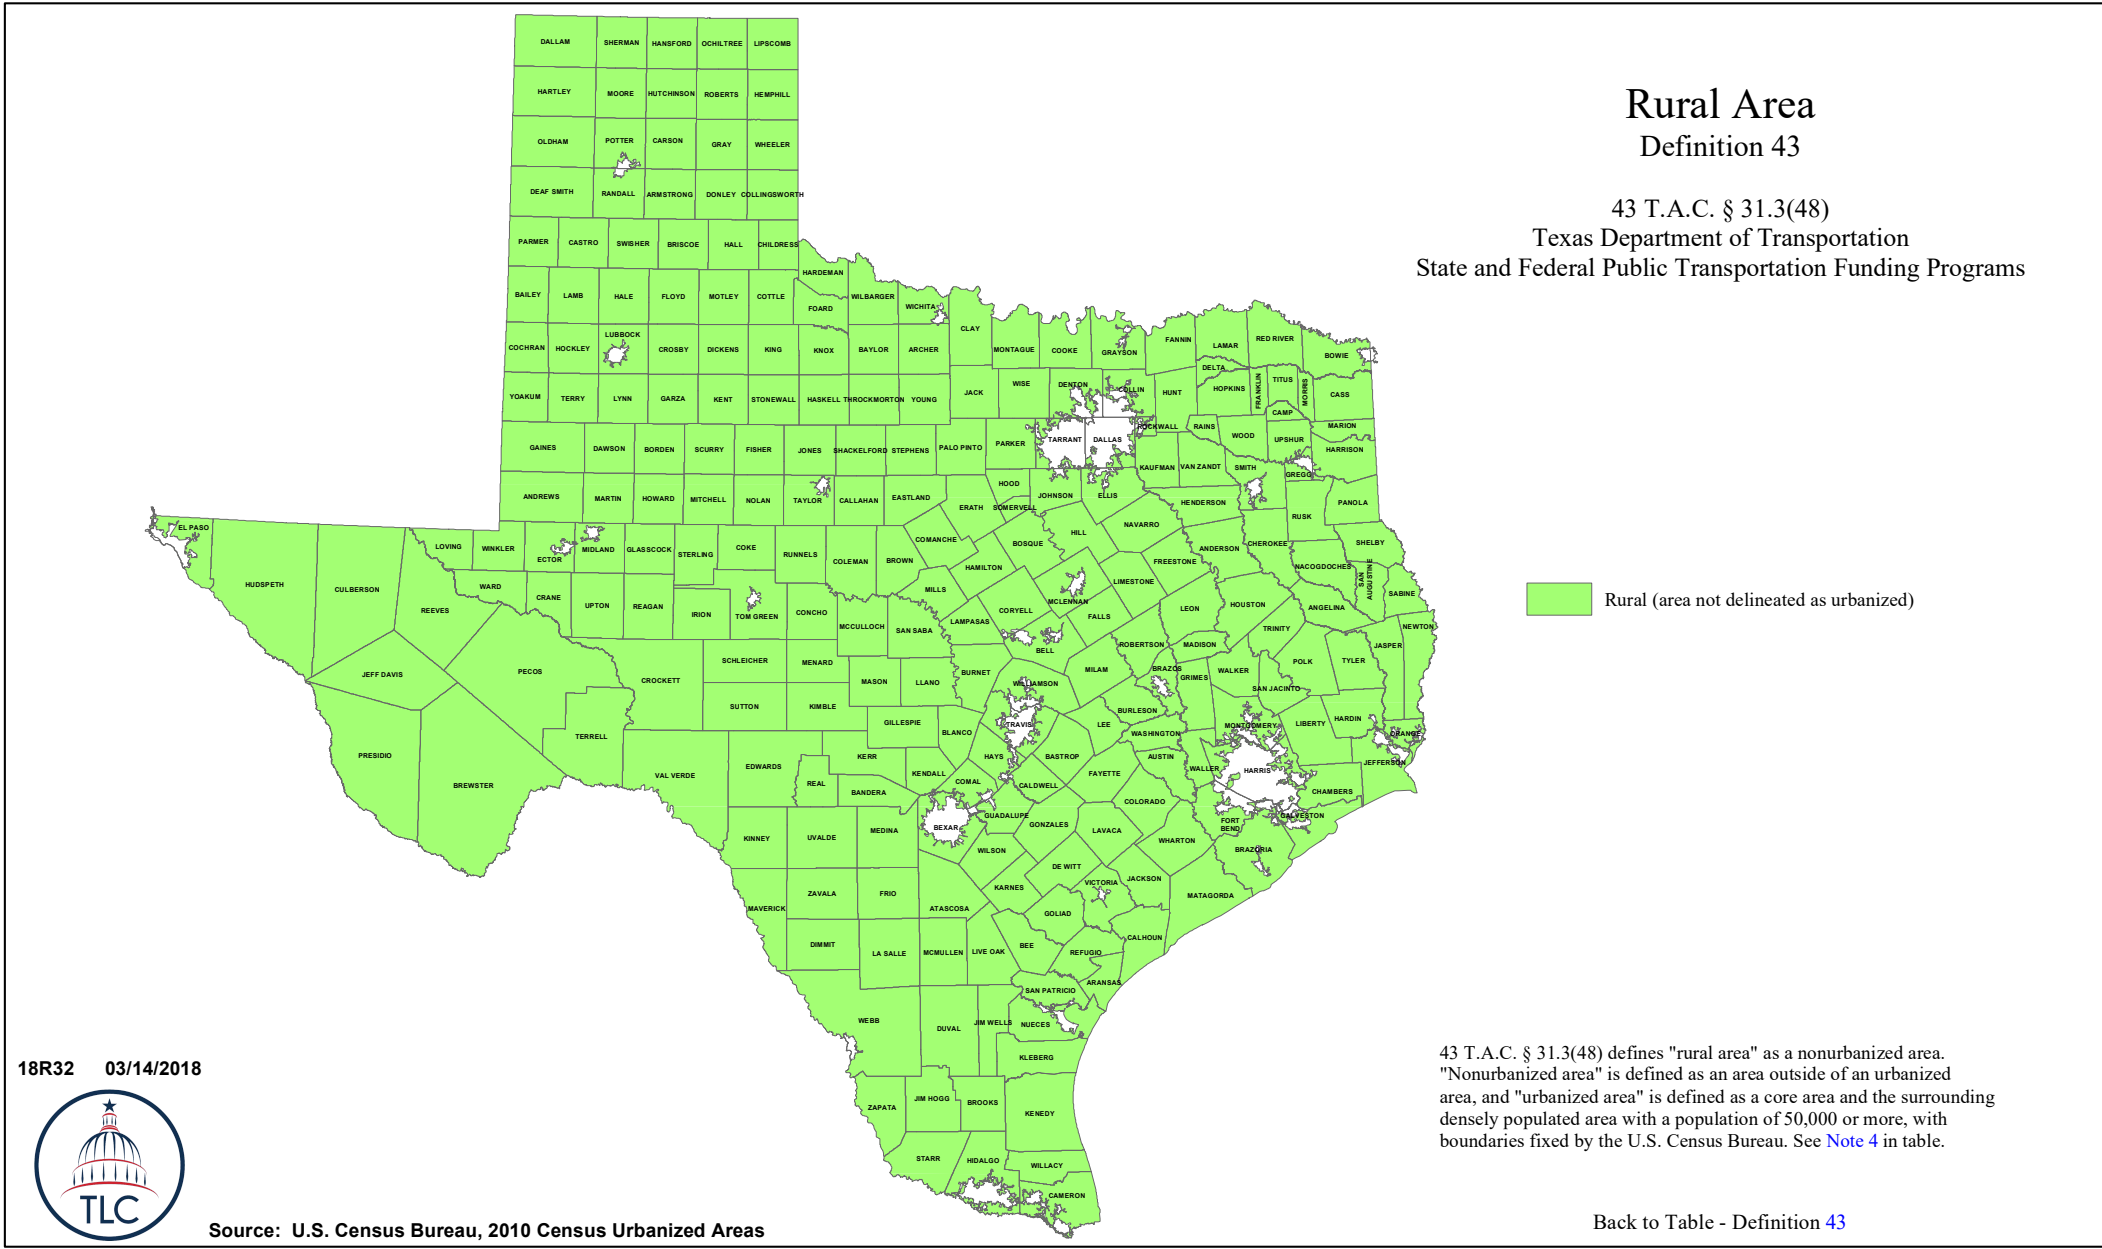 Rural Area
Definition 43
43 T.A.C. § 31.3(48)
Texas Department of Transportation
State and Federal Public Transportation Funding Programs
DALLAM SHERMAN HANSFORD OCHILTREE LIPSCOMB
HARTLEY MOORE HUTCHINSON ROBERTS HEMPHILL
OLDHAM POTTER CARSON GRAY WHEELER
DEAF SMITH RANDALL ARMSTRONG DONLEY COLLINGSWORTH
PARMER CASTRO SWISHER BRISCOE HALL CHILDRESS
HARDEMAN
BAILEY LAMB HALE FLOYD MOTLEY COTTLE FOARD WILBARGER WICHITA
CLAY
COCHRAN HOCKLEY LUBBOCK CROSBY DICKENS KING KNOX BAYLOR ARCHER MONTAGUE COOKE GRAYSON FANNIN LAMAR RED RIVER BOWIE
DELTA
YOAKUM TERRY LYNN GARZA KENT STONEWALL HASKELL THROCKMORTON YOUNG JACK WISE DENTON COLLIN HUNT HOPKINS FRANKLIN TITUS MORRIS CASS
CAMP
GAINES DAWSON BORDEN SCURRY FISHER JONES SHACKELFORD STEPHENS PALO PINTO PARKER TARRANT DALLAS ROCKWALL RAINS WOOD UPSHUR MARION
HARRISON
KAUFMAN VAN ZANDT SMITH GREGG
ANDREWS MARTIN HOWARD MITCHELL NOLAN TAYLOR CALLAHAN EASTLAND ERATH HOOD SOMERVELL JOHNSON ELLIS HENDERSON RUSK PANOLA
EL PASO HUDSPETH CULBERSON REEVES LOVING WINKLER ECTOR MIDLAND GLASSCOCK STERLING COKE RUNNELS COLEMAN BROWN COMANCHE BOSQUE HILL NAVARRO
ANDERSON CHEROKEE SHELBY
HAMILTON FREESTONE NACOGDOCHES SAN AUGUSTINE SABINE
WARD CRANE UPTON REAGAN IRION TOM GREEN CONCHO MCCULLOCH SAN SABA MILLS LAMPASAS CORYELL MCLENNAN LIMESTONE FALLS LEON HOUSTON ANGELINA
TRINITY NEWTON
JEFF DAVIS PECOS CROCKETT SCHLEICHER MENARD MASON LLANO BURNET BELL MILAM ROBERTSON MADISON BRAZOS GRIMES WALKER POLK TYLER JASPER
SAN JACINTO
SUTTON KIMBLE GILLESPIE BLANCO WILLIAMSON TRAVIS LEE BURLESON WASHINGTON MONTGOMERY LIBERTY HARDIN ORANGE
PRESIDIO BREWSTER TERRELL VAL VERDE EDWARDS KERR REAL BANDERA KENDALL COMAL HAYS BASTROP CALDWELL FAYETTE AUSTIN WALLER HARRIS JEFFERSON
CHAMBERS
KINNEY UVALDE MEDINA BEXAR GUADALUPE GONZALES LAVACA COLORADO WHARTON FORT BEND GALVESTON
BRAZORIA
WILSON DE WITT
MAVERICK ZAVALA FRIO ATASCOSA KARNES GOLIAD VICTORIA JACKSON MATAGORDA
DIMMIT LA SALLE MCMULLEN LIVE OAK BEE REFUGIO CALHOUN
ARANSAS
SAN PATRICIO
WEBB DUVAL JIM WELLS NUECES
KLEBERG
ZAPATA JIM HOGG BROOKS KENEDY
STARR HIDALGO WILLACY
CAMERON
Rural (area not delineated as urbanized)
43 T.A.C. § 31.3(48) defines "rural area" as a nonurbanized area.
"Nonurbanized area" is defined as an area outside of an urbanized
area, and "urbanized area" is defined as a core area and the surrounding
densely populated area with a population of 50,000 or more, with
boundaries fixed by the U.S. Census Bureau. See Note 4 in table.
18R32 03/14/2018
TLC
Source: U.S. Census Bureau, 2010 Census Urbanized Areas
Back to Table - Definition 43